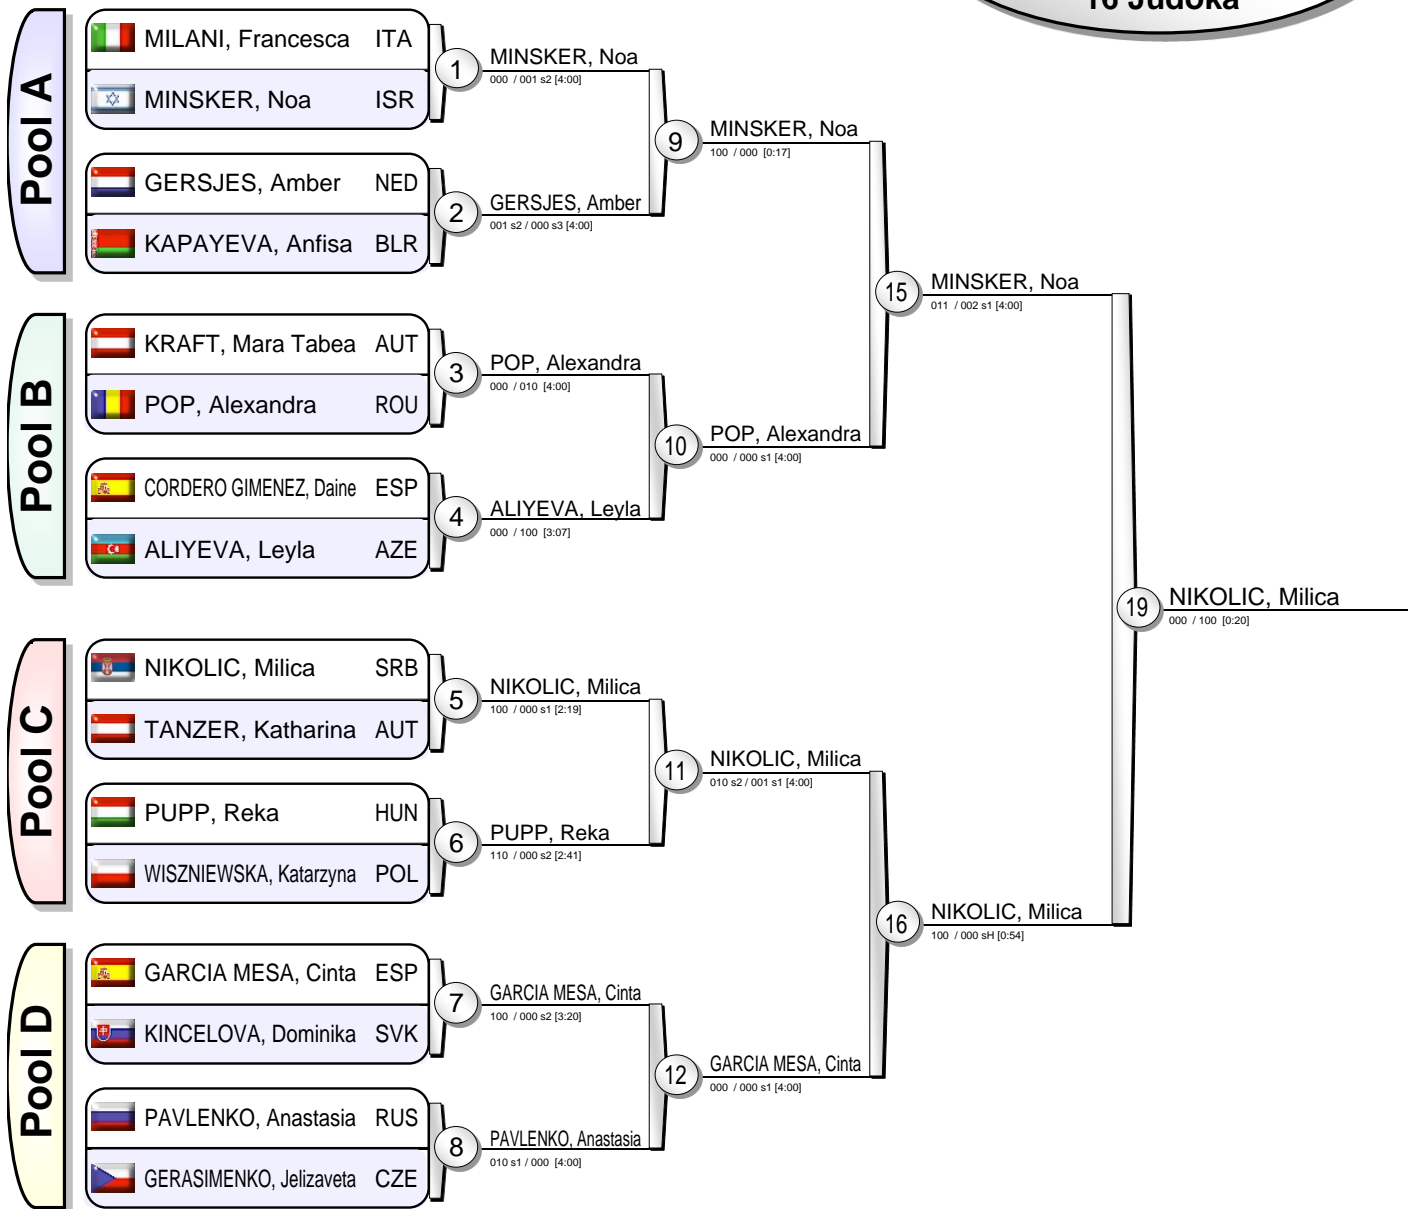 16 Judoka
Pool A
MILANI, Francesca ITA
MINSKER, Noa ISR
GERSJES, Amber NED
KAPAYEVA, Anfisa BLR
Pool B
KRAFT, Mara Tabea AUT
POP, Alexandra ROU
CORDERO GIMENEZ, Daine ESP
ALIYEVA, Leyla AZE
Pool C
NIKOLIC, Milica SRB
TANZER, Katharina AUT
PUPP, Reka HUN
WISZNIEWSKA, Katarzyna POL
Pool D
GARCIA MESA, Cinta ESP
KINCELOVA, Dominika SVK
PAVLENKO, Anastasia RUS
GERASIMENKO, Jelizaveta CZE
1 MINSKER, Noa
000 / 001 s2 [4:00]
2 GERSJES, Amber
001 s2 / 000 s3 [4:00]
3 POP, Alexandra
000 / 010 [4:00]
4 ALIYEVA, Leyla
000 / 100 [3:07]
5 NIKOLIC, Milica
100 / 000 s1 [2:19]
6 PUPP, Reka
110 / 000 s2 [2:41]
7 GARCIA MESA, Cinta
100 / 000 s2 [3:20]
8 PAVLENKO, Anastasia
010 s1 / 000 [4:00]
9 MINSKER, Noa
100 / 000 [0:17]
10 POP, Alexandra
000 / 000 s1 [4:00]
11 NIKOLIC, Milica
010 s2 / 001 s1 [4:00]
12 GARCIA MESA, Cinta
000 / 000 s1 [4:00]
15 MINSKER, Noa
011 / 002 s1 [4:00]
16 NIKOLIC, Milica
100 / 000 sH [0:54]
19 NIKOLIC, Milica
000 / 100 [0:20]